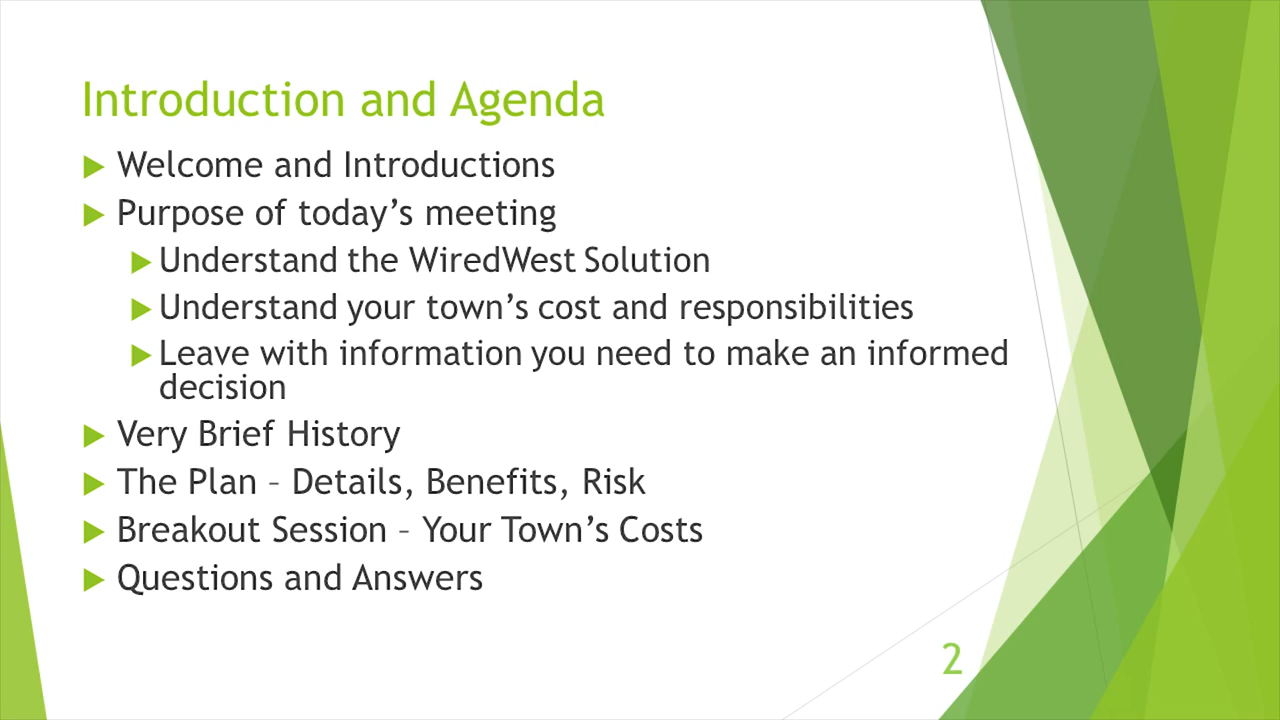 Introduction and Agenda
Welcome and Introductions
Purpose of today’s meeting
Understand the WiredWest Solution
Understand your town’s cost and responsibilities
Leave with information you need to make an informed
decision
Very Brief History
The Plan – Details, Benefits, Risk
Breakout Session – Your Town’s Costs
Questions and Answers
2